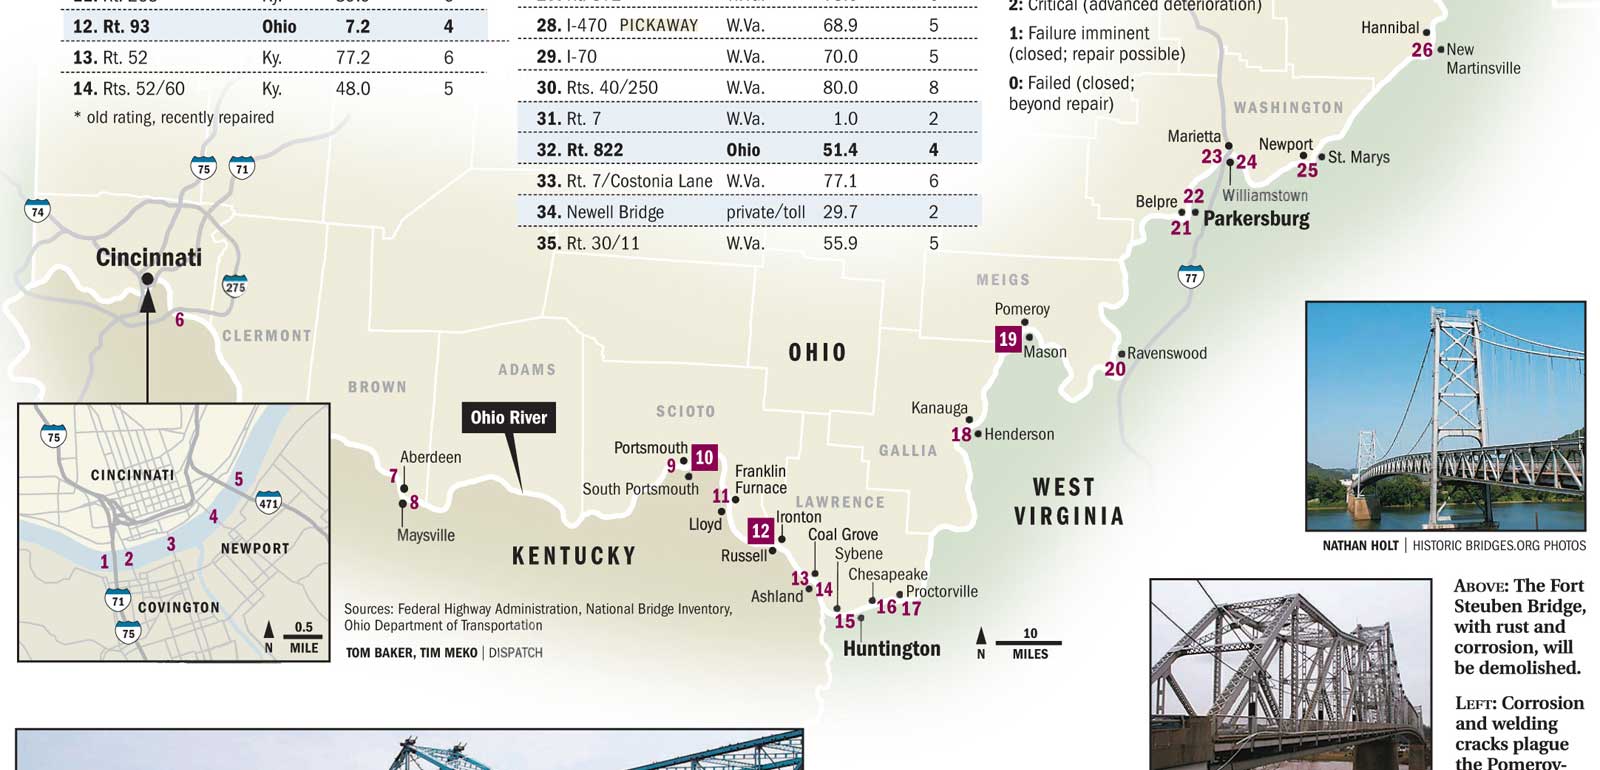 12. Rt. 93 Ohio 7.2 4
13. Rt. 52 Ky. 77.2 6
14. Rts. 52/60 Ky. 48.0 5
* old rating, recently repaired
28. I-470 PICKAWAY W.Va. 68.9 5
29. I-70 W.Va. 70.0 5
30. Rts. 40/250 W.Va. 80.0 8
31. Rt. 7 W.Va. 1.0 2
32. Rt. 822 Ohio 51.4 4
33. Rt. 7/Costonia Lane W.Va. 77.1 6
34. Newell Bridge private/toll 29.7 2
35. Rt. 30/11 W.Va. 55.9 5
2: Critical (advanced deterioration)
1: Failure imminent
(closed; repair possible)
0: Failed (closed;
beyond repair)
Hannibal
26
New
Martinsville
WASHINGTON
Marietta
23
24
Newport
25
St. Marys
Williamstown
Belpre
22
21
Parkersburg
77
75
71
74
Cincinnati
275
6
CLERMONT
BROWN
ADAMS
SCIOTO
OHIO
MEIGS
Pomeroy
19
Mason
Ravenswood
20
Kanauga
18
Henderson
GALLIA
WEST
VIRGINIA
Ohio River
Portsmouth
9
10
South Portsmouth
Franklin
Furnace
11
Lloyd
LAWRENCE
Ironton
12
Russell
Coal Grove
Sybene
13
14
Ashland
Chesapeake
Proctorville
15
16
17
Huntington
Aberdeen
7
8
Maysville
KENTUCKY
75
CINCINNATI
5
471
4
3
NEWPORT
1
2
71
COVINGTON
75
N
0.5
MILE
Sources: Federal Highway Administration, National Bridge Inventory,
Ohio Department of Transportation
TOM BAKER, TIM MEKO | DISPATCH
N
10
MILES
NATHAN HOLT | HISTORIC BRIDGES.ORG PHOTOS
ABOVE: The Fort
Steuben Bridge,
with rust and
corrosion, will
be demolished.
LEFT: Corrosion
and welding
cracks plague
the Pomeroy-